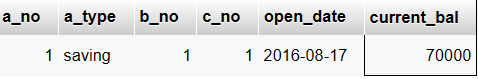 a_no a_type b_no c_no open_date current_bal
1 saving 1 1 2016-08-17 70000